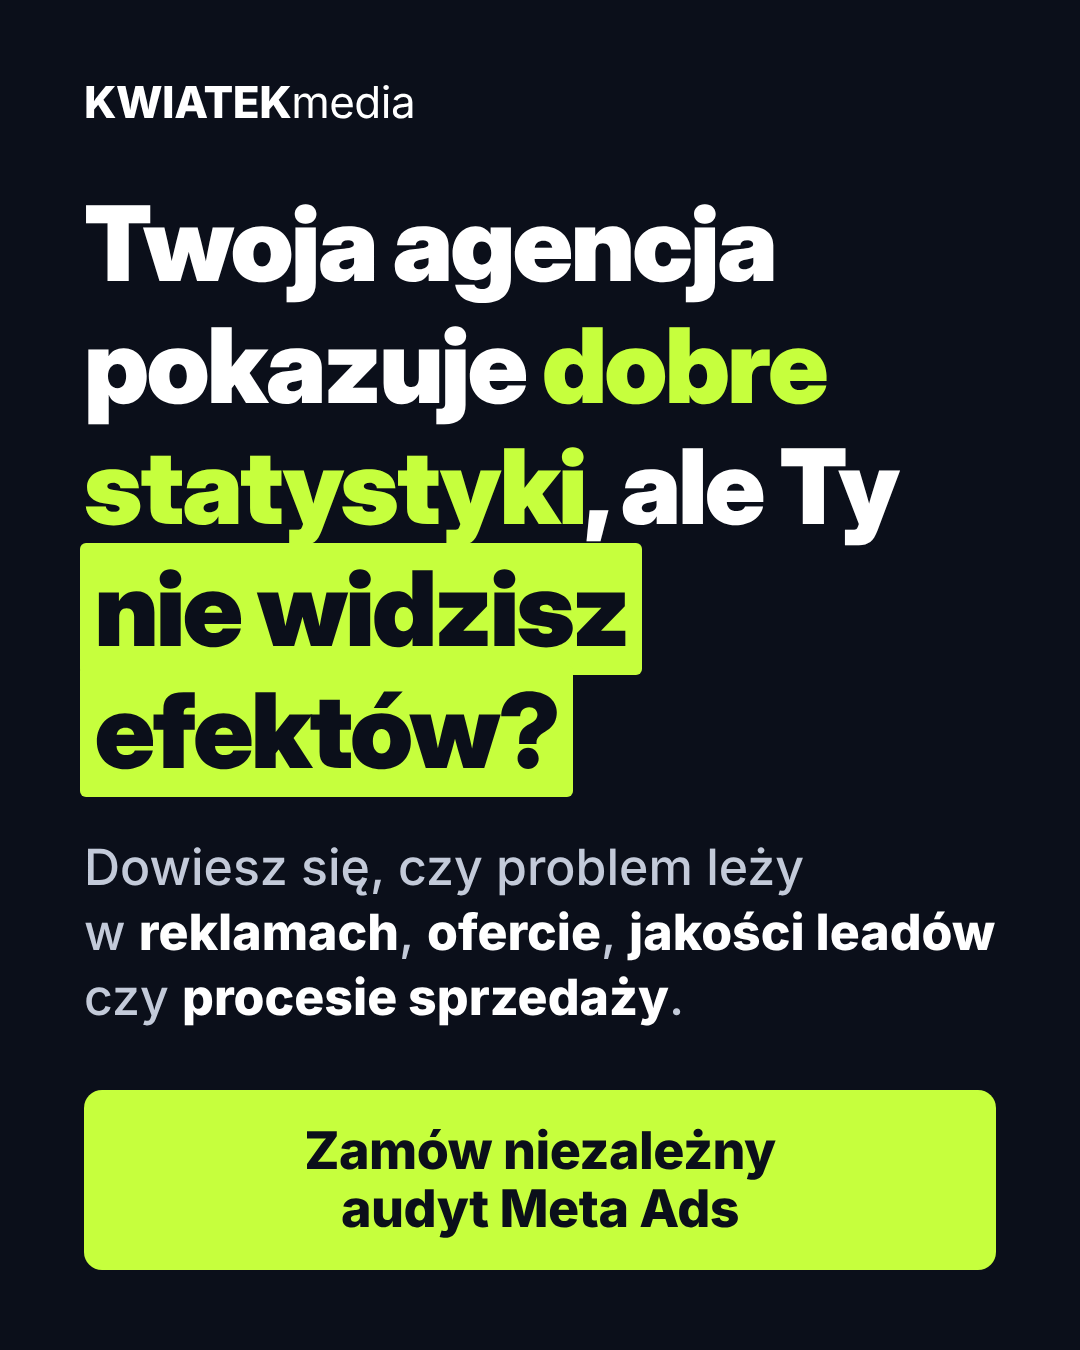 KWIATEKmedia
Twoja agencja
pokazuje dobre
statystyki, ale Ty
nie widzisz
efektów?
Dowiesz się, czy problem leży
w reklamach, ofercie, jakości leadów
czy procesie sprzedaży.
Zamów niezależny
audyt Meta Ads